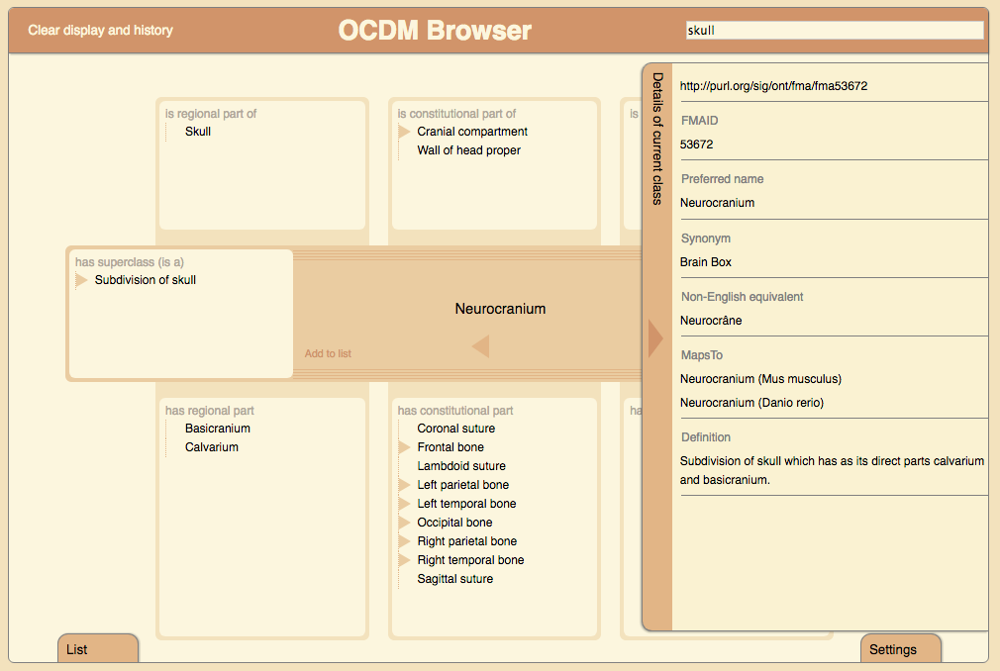 Clear display and history
OCDM Browser
skull
is regional part of
Skull
is constitutional part of
Cranial compartment
Wall of head proper
is
has superclass (is a)
Subdivision of skull
Neurocranium
Add to list
has regional part
Basicranium
Calvarium
has constitutional part
Coronal suture
Frontal bone
Lambdoid suture
Left parietal bone
Left temporal bone
Occipital bone
Right parietal bone
Right temporal bone
Sagittal suture
ha
Details of current class
http://purl.org/sig/ont/fma/fma53672
FMAID
53672
Preferred name
Neurocranium
Synonym
Brain Box
Non-English equivalent
Neurocrâne
MapsTo
Neurocranium (Mus musculus)
Neurocranium (Danio rerio)
Definition
Subdivision of skull which has as its direct parts calvarium
and basicranium.
List
Settings